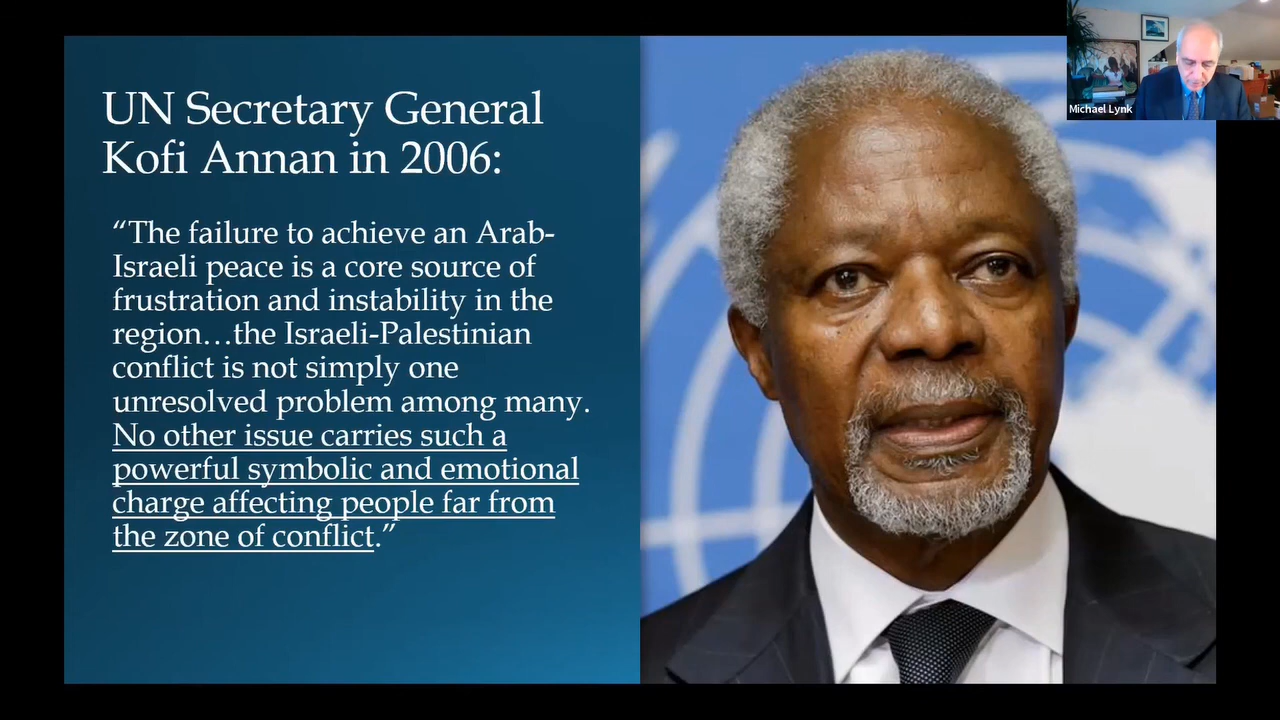 UN Secretary General
Kofi Annan in 2006:
“The failure to achieve an Arab-
Israeli peace is a core source of
frustration and instability in the
region…the Israeli-Palestinian
conflict is not simply one
unresolved problem among many.
No other issue carries such a
powerful symbolic and emotional
charge affecting people far from
the zone of conflict.”
Michael Lynk